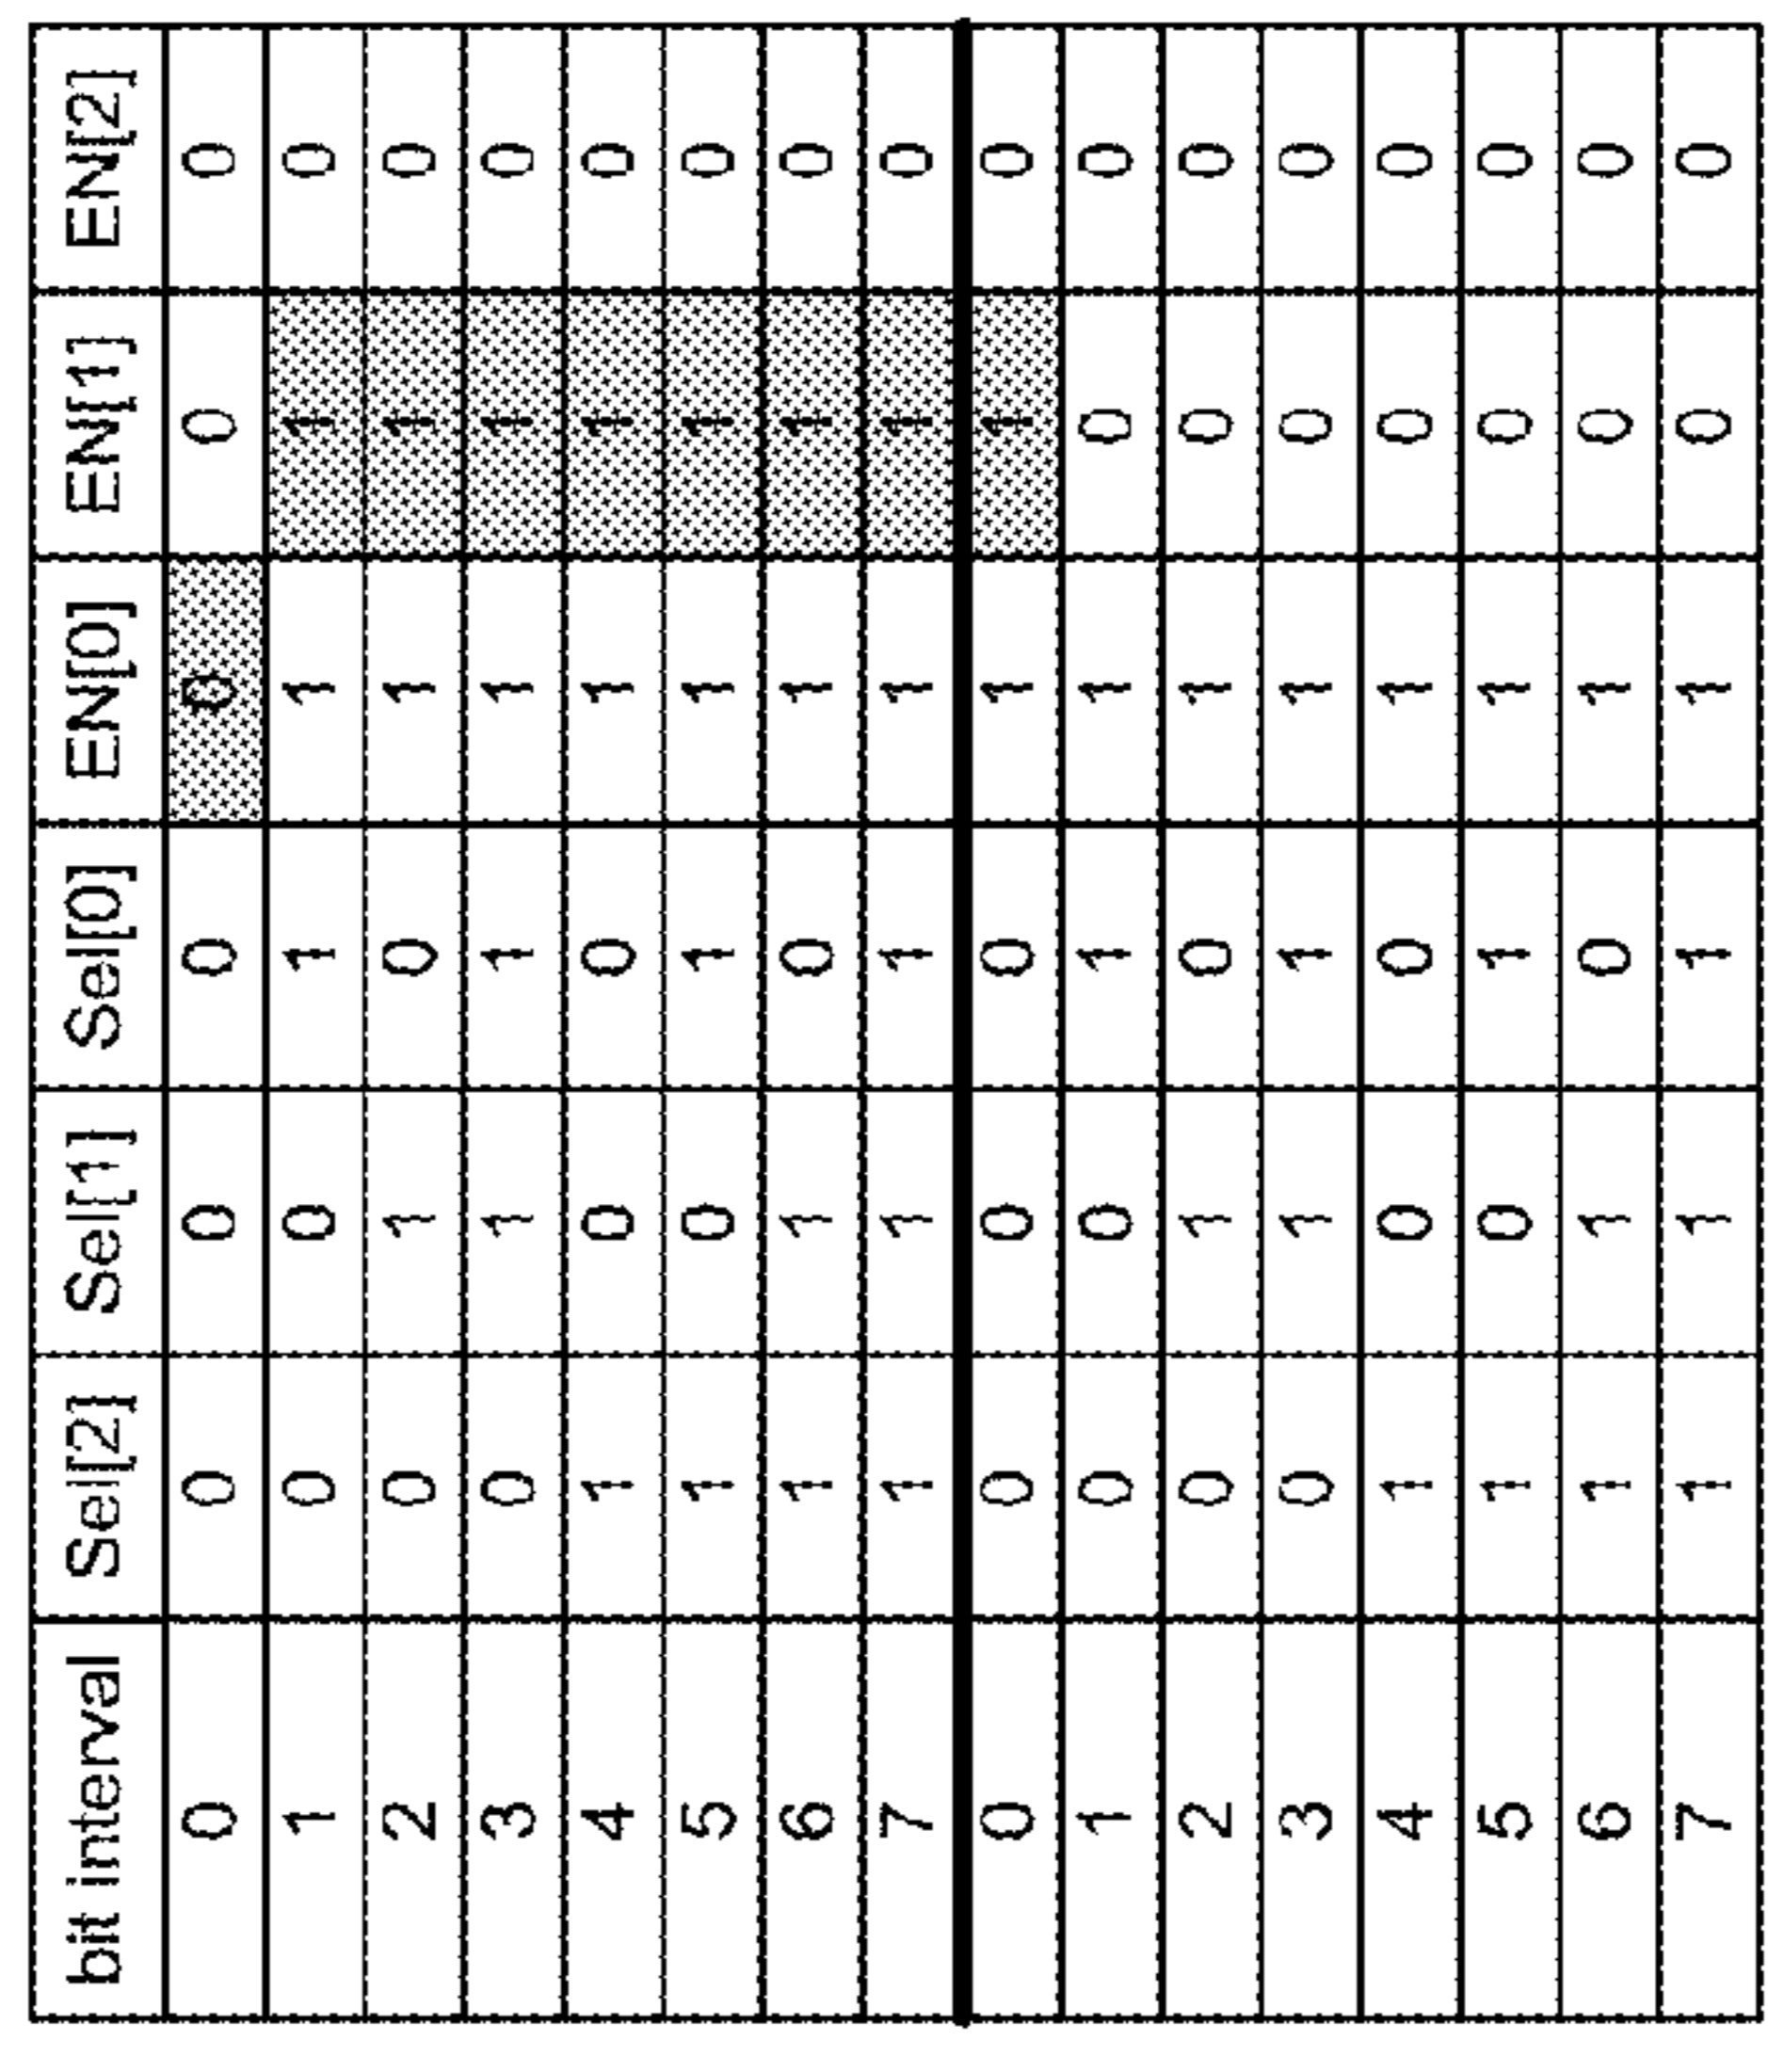 bit interval Sel[2] Sel[1] Sel[0] EN[0] EN[1] EN[2]
0 0 0 0 0 0 0
1 0 0 1 1 1 0
2 0 1 0 1 1 0
3 0 1 1 1 1 0
4 1 0 0 1 1 0
5 1 0 1 1 1 0
6 1 1 0 1 1 0
7 1 1 1 1 1 0
0 0 0 0 1 1 0
1 0 0 1 1 0 0
2 0 1 0 1 0 0
3 0 1 1 1 0 0
4 1 0 0 1 0 0
5 1 0 1 1 0 0
6 1 1 0 1 0 0
7 1 1 1 1 0 0